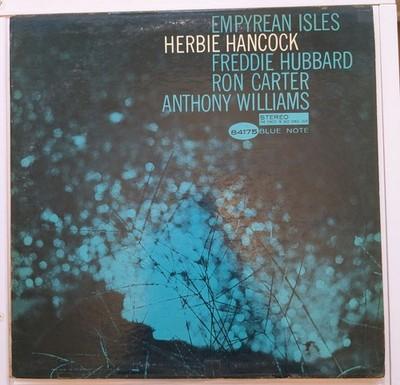 EMPYREAN ISLES
HERBIE HANCOCK
FREDDIE HUBBARD
RON CARTER
ANTHONY WILLIAMS
STEREO
84175 BLUE NOTE